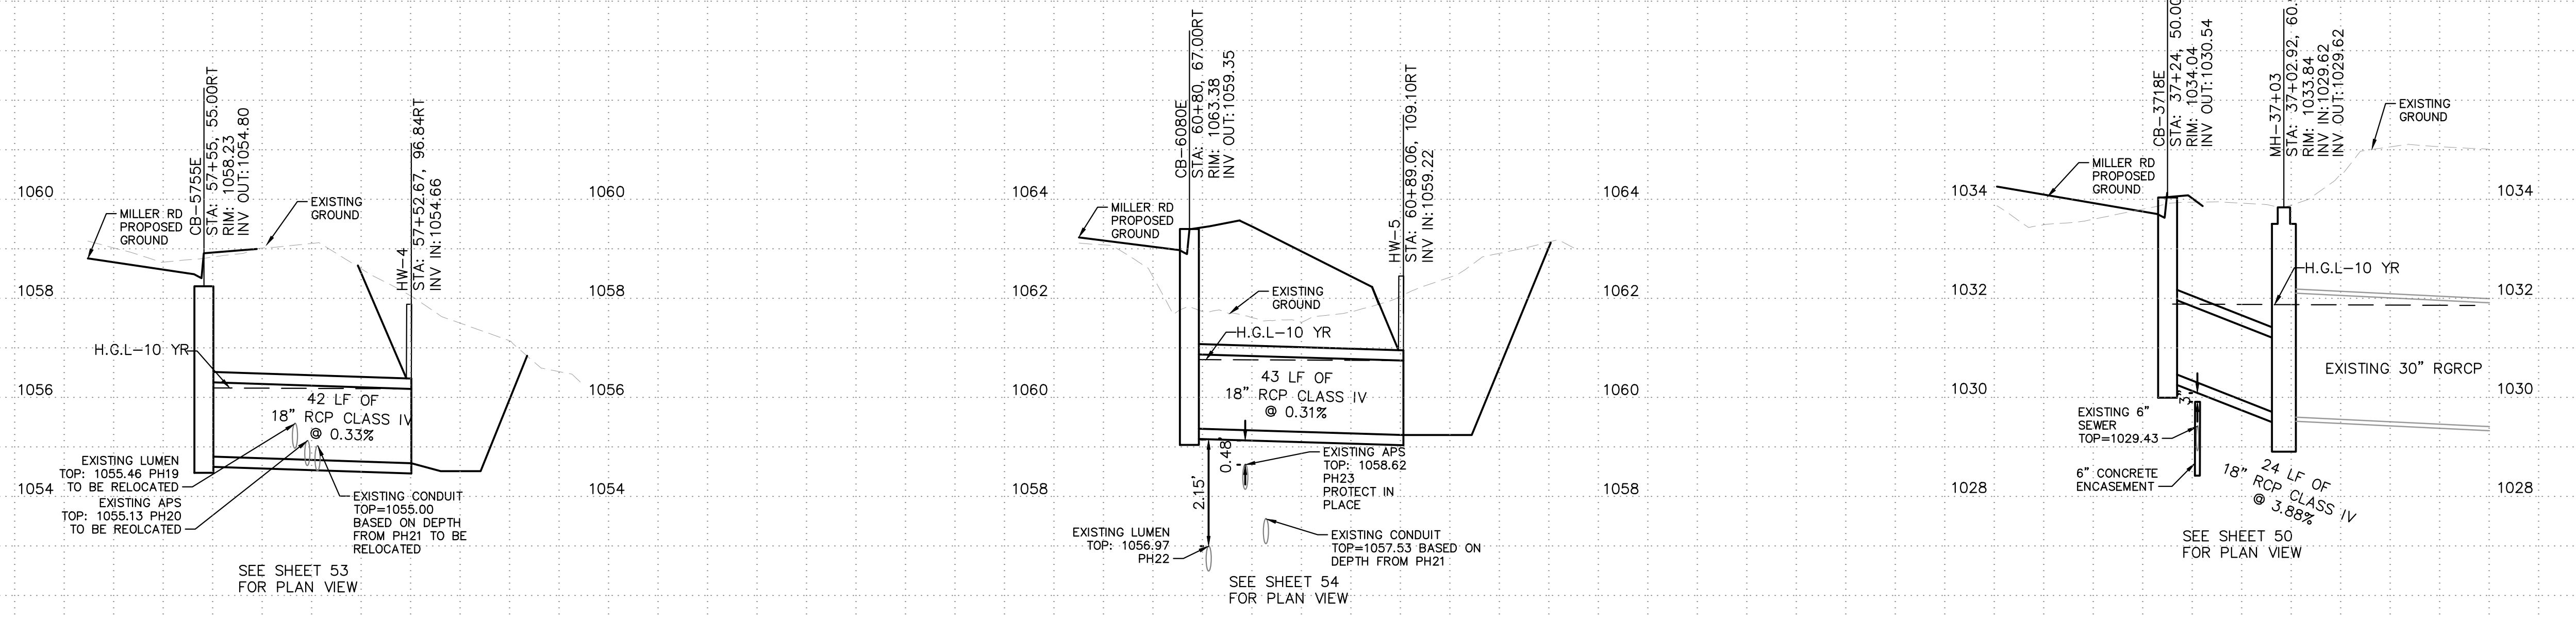 CB-5755E
STA: 57+55, 55.00RT
RIM: 1058.23
INV OUT:1054.80
HW-4
STA: 57+52.67, 96.84RT
INV IN:1054.66
1060
1060
1058
1058
1056
1056
1054
1054
MILLER RD
PROPOSED
GROUND
EXISTING
GROUND
H.G.L-10 YR
42 LF OF
18" RCP CLASS IV
@ 0.33%
EXISTING LUMEN
TOP: 1055.46 PH19
TO BE RELOCATED
EXISTING APS
TOP: 1055.13 PH20
TO BE REOLCATED
EXISTING CONDUIT
TOP=1055.00
BASED ON DEPTH
FROM PH21 TO BE
RELOCATED
SEE SHEET 53
FOR PLAN VIEW
CB-6080E
STA: 60+80, 67.00RT
RIM: 1063.38
INV OUT:1059.35
HW-5
STA: 60+89.06, 109.10RT
INV IN:1059.22
1064
1064
1062
1062
1060
1060
1058
1058
MILLER RD
PROPOSED
GROUND
EXISTING
GROUND
H.G.L-10 YR
43 LF OF
18" RCP CLASS IV
@ 0.31%
0.48'
2.15'
EXISTING APS
TOP: 1058.62
PH23
PROTECT IN
PLACE
EXISTING LUMEN
TOP: 1056.97
PH22
EXISTING CONDUIT
TOP=1057.53 BASED ON
DEPTH FROM PH21
SEE SHEET 54
FOR PLAN VIEW
CB-3718E
STA: 37+24, 50.00
RIM: 1034.04
INV OUT:1030.54
MH-37+03
STA: 37+02.92, 60.
RIM: 1033.84
INV IN:1029.62
INV OUT:1029.62
1034
1034
1032
1032
1030
1030
1028
1028
MILLER RD
PROPOSED
GROUND
EXISTING
GROUND
H.G.L-10 YR
EXISTING 30" RGRCP
3"
EXISTING 6"
SEWER
TOP=1029.43
6" CONCRETE
ENCASEMENT
24 LF OF
18" RCP CLASS IV
@ 3.88%
SEE SHEET 50
FOR PLAN VIEW